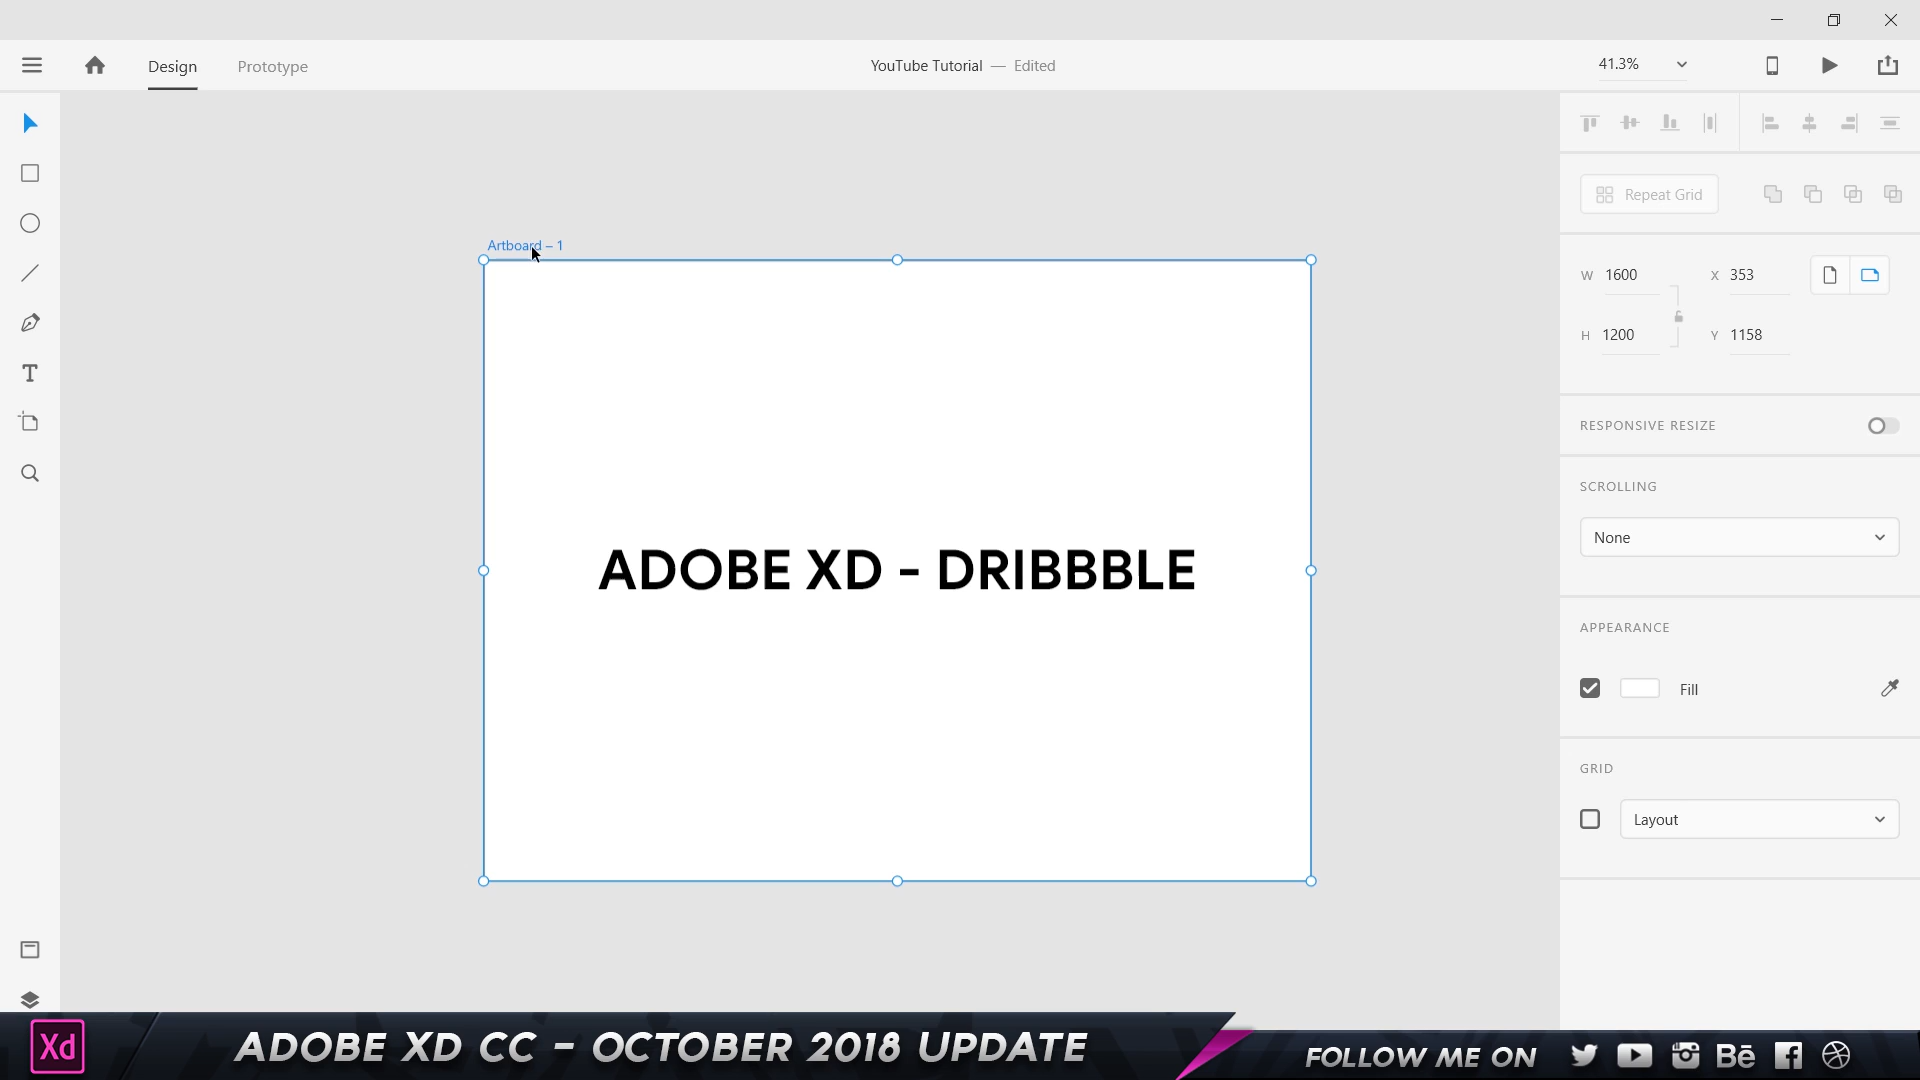 Design
Prototype
YouTube Tutorial — Edited
41.3%
Repeat Grid
Artboard – 1
W 1600
X 353
H 1200
Y 1158
RESPONSIVE RESIZE
SCROLLING
None
ADOBE XD - DRIBBBLE
APPEARANCE
Fill
GRID
Layout
Xd
ADOBE XD CC - OCTOBER 2018 UPDATE
FOLLOW ME ON
Bē